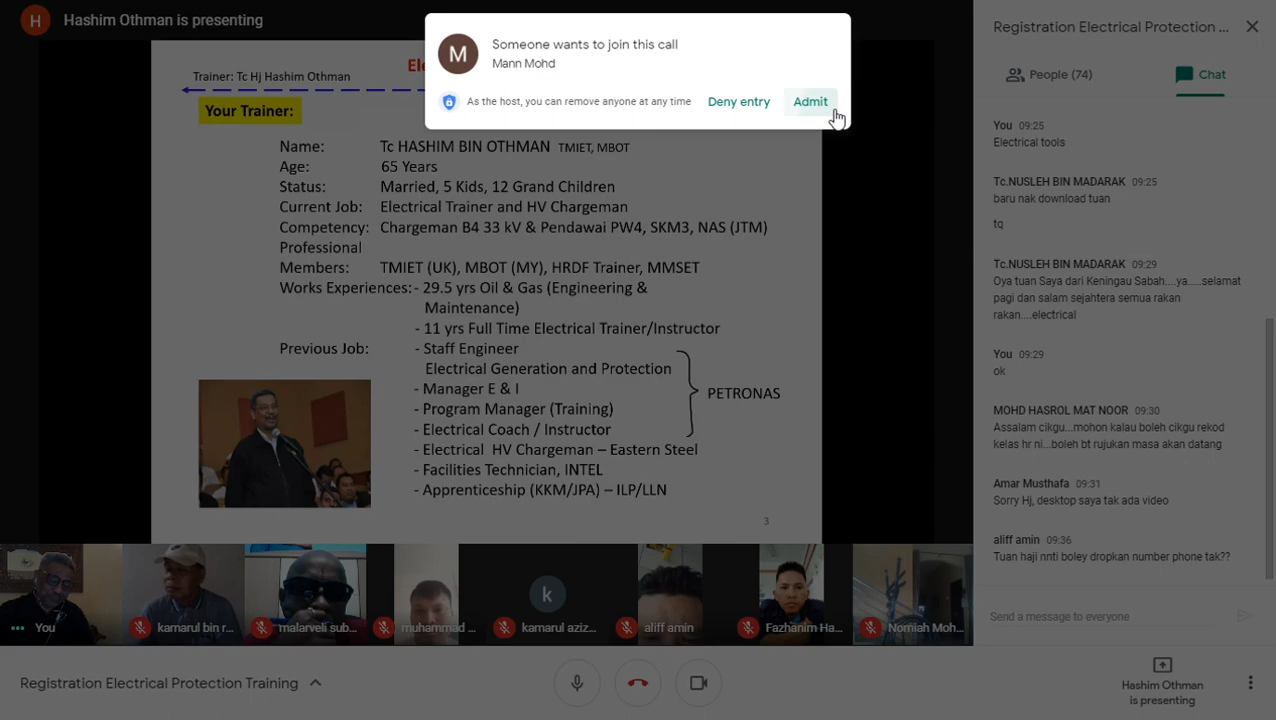 H
Hashim Othman is presenting
Trainer: Tc Hj Hashim Othman
Your Trainer:
Name: Tc HASHIM BIN OTHMAN TMIET, MBOT
Age: 65 Years
Status: Married, 5 Kids, 12 Grand Children
Current Job: Electrical Trainer and HV Chargeman
Competency: Chargeman B4 33 kV & Pendawai PW4, SKM3, NAS (JTM)
Professional
Members: TMIET (UK), MBOT (MY), HRDF Trainer, MMSET
Works Experiences: - 29.5 yrs Oil & Gas (Engineering &
Maintenance)
- 11 yrs Full Time Electrical Trainer/Instructor
Previous Job: - Staff Engineer
Electrical Generation and Protection
- Manager E & I
- Program Manager (Training)
- Electrical Coach / Instructor
PETRONAS
- Electrical HV Chargeman – Eastern Steel
- Facilities Technician, INTEL
- Apprenticeship (KKM/JPA) – ILP/LLN
3
M
Someone wants to join this call
Mann Mohd
As the host, you can remove anyone at any time
Deny entry
Admit
Registration Electrical Protection ...
People (74)
Chat
You 09:25
Electrical tools
Tc.NUSLEH BIN MADARAK 09:25
baru nak download tuan
tq
Tc.NUSLEH BIN MADARAK 09:29
Oya tuan Saya dari Keningau Sabah....ya.....selamat
pagi dan salam sejahtera semua rakan
rakan....electrical
You 09:29
ok
MOHD HASROL MAT NOOR 09:30
Assalam cikgu...mohon kalau boleh cikgu rekod
kelas hr ni...boleh bt rujukan masa akan datang
Amar Musthafa 09:31
Sorry Hj, desktop saya tak ada video
aliff amin 09:36
Tuan haji nnti boley dropkan number phone tak??
Send a message to everyone
You
kamarul bin r...
malarveli sub...
muhammad ...
k
kamarul aziz...
aliff amin
Fazhanim Ha...
Nomiah Moh...
Registration Electrical Protection Training
Hashim Othman
is presenting